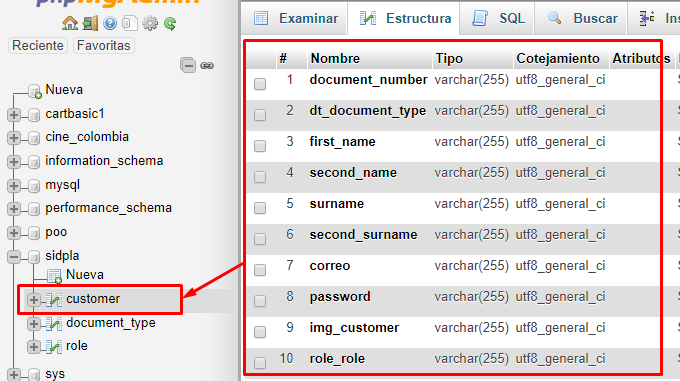 phpMyAdmin
Reciente Favoritas
Nueva
cartbasic1
cine_colombia
information_schema
mysql
performance_schema
poo
sidpla
Nueva
customer
document_type
role
sys
Examinar Estructura SQL Buscar Ins
# Nombre Tipo Cotejamiento Atributos
1 document_number varchar(255) utf8_general_ci
2 dt_document_type varchar(255) utf8_general_ci
3 first_name varchar(255) utf8_general_ci
4 second_name varchar(255) utf8_general_ci
5 surname varchar(255) utf8_general_ci
6 second_surname varchar(255) utf8_general_ci
7 correo varchar(255) utf8_general_ci
8 password varchar(255) utf8_general_ci
9 img_customer varchar(255) utf8_general_ci
10 role_role varchar(255) utf8_general_ci